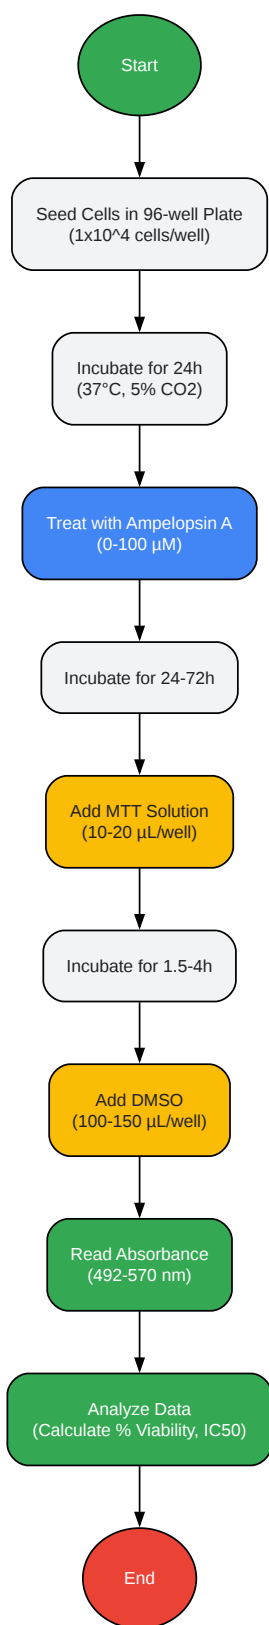 Start
Seed Cells in 96-well Plate
(1x10^4 cells/well)
Incubate for 24h
(37°C, 5% CO2)
Treat with Ampelopsin A
(0-100 µM)
Incubate for 24-72h
Add MTT Solution
(10-20 µL/well)
Incubate for 1.5-4h
Add DMSO
(100-150 µL/well)
Read Absorbance
(492-570 nm)
Analyze Data
(Calculate % Viability, IC50)
End